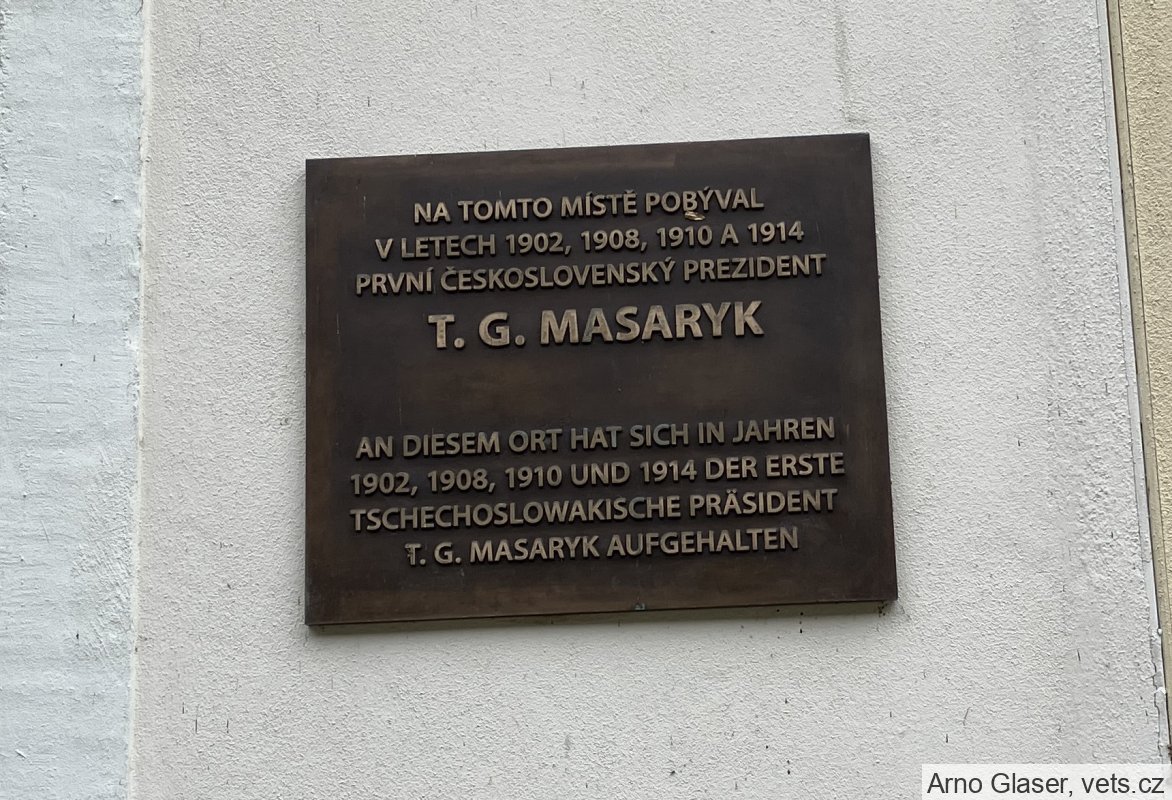 NA TOMTO MÍSTĚ POBÝVAL
V LETECH 1902, 1908, 1910 A 1914
PRVNÍ ČESKOSLOVENSKÝ PREZIDENT
T. G. MASARYK
AN DIESEM ORT HAT SICH IN JAHREN
1902, 1908, 1910 UND 1914 DER ERSTE
TSCHECHOSLOWAKISCHE PRÄSIDENT
T. G. MASARYK AUFGEHALTEN
Arno Glaser, vets.cz